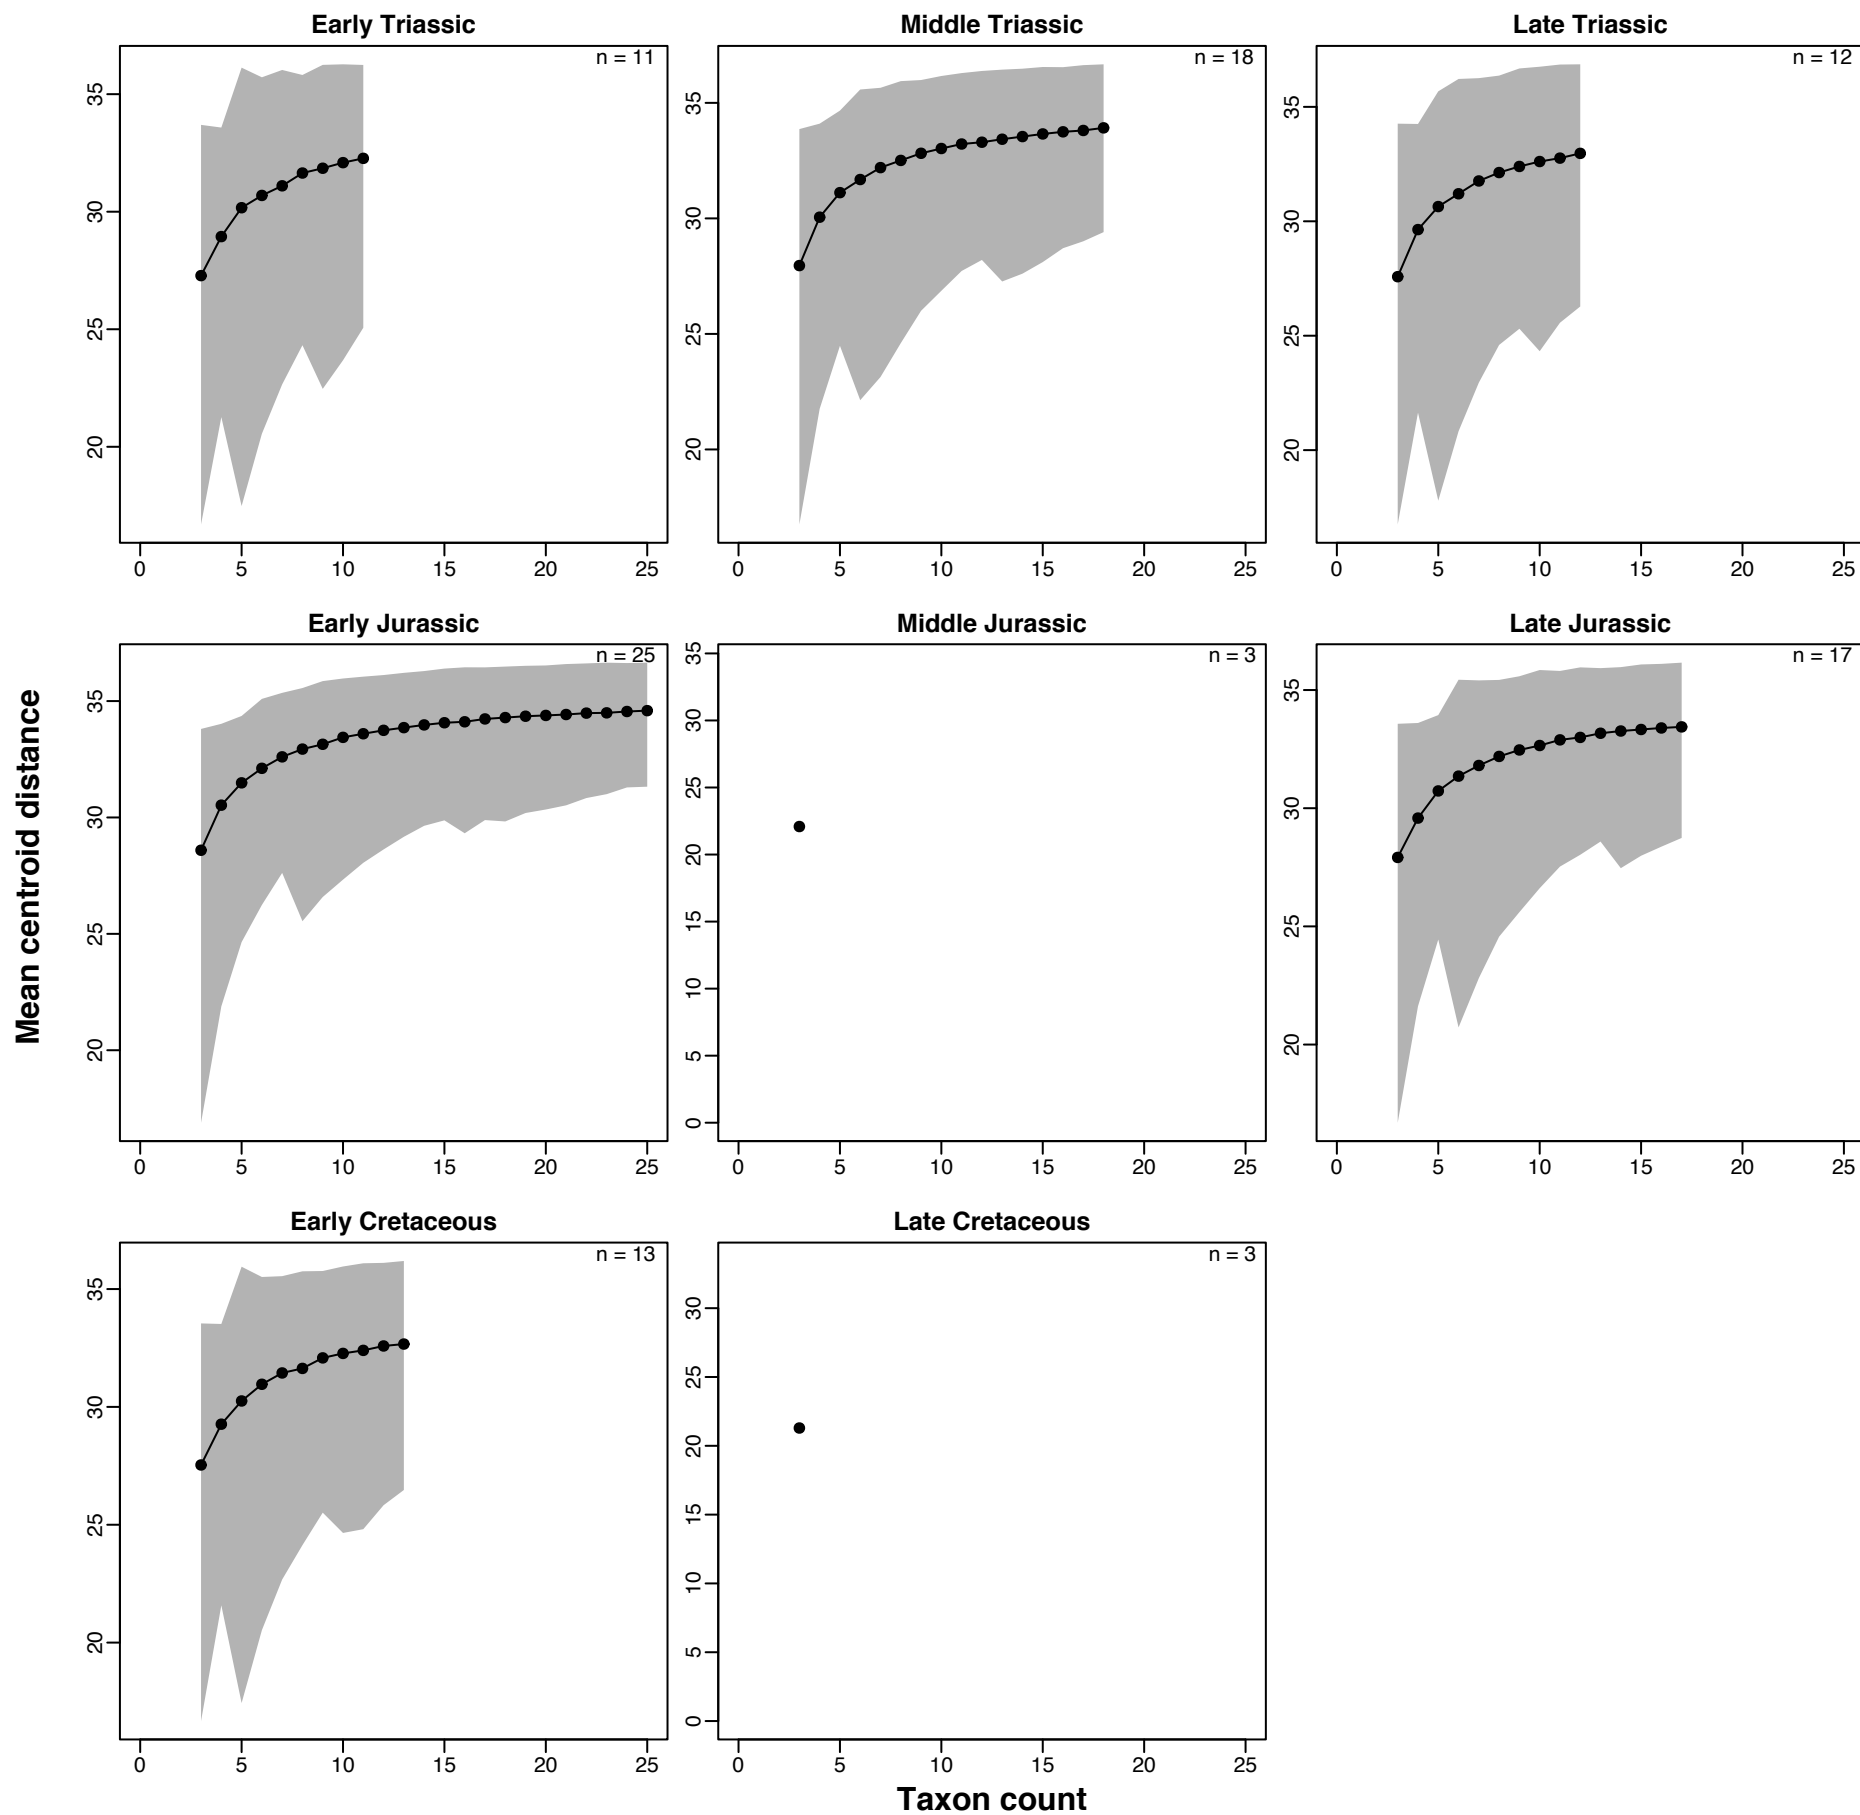 Early Triassic
Middle Triassic
Late Triassic
n = 11
n = 18
n = 12
35
30
25
20
35
30
25
20
35
30
25
20
0 5 10 15 20 25
0 5 10 15 20 25
0 5 10 15 20 25
Early Jurassic
Middle Jurassic
Late Jurassic
n = 25
n = 3
n = 17
Mean centroid distance
35
30
25
20
35
30
25
20
15
10
5
0
35
30
25
20
0 5 10 15 20 25
0 5 10 15 20 25
0 5 10 15 20 25
Early Cretaceous
Late Cretaceous
n = 13
n = 3
35
30
25
20
30
25
20
15
10
5
0
0 5 10 15 20 25
0 5 10 15 20 25
Taxon count